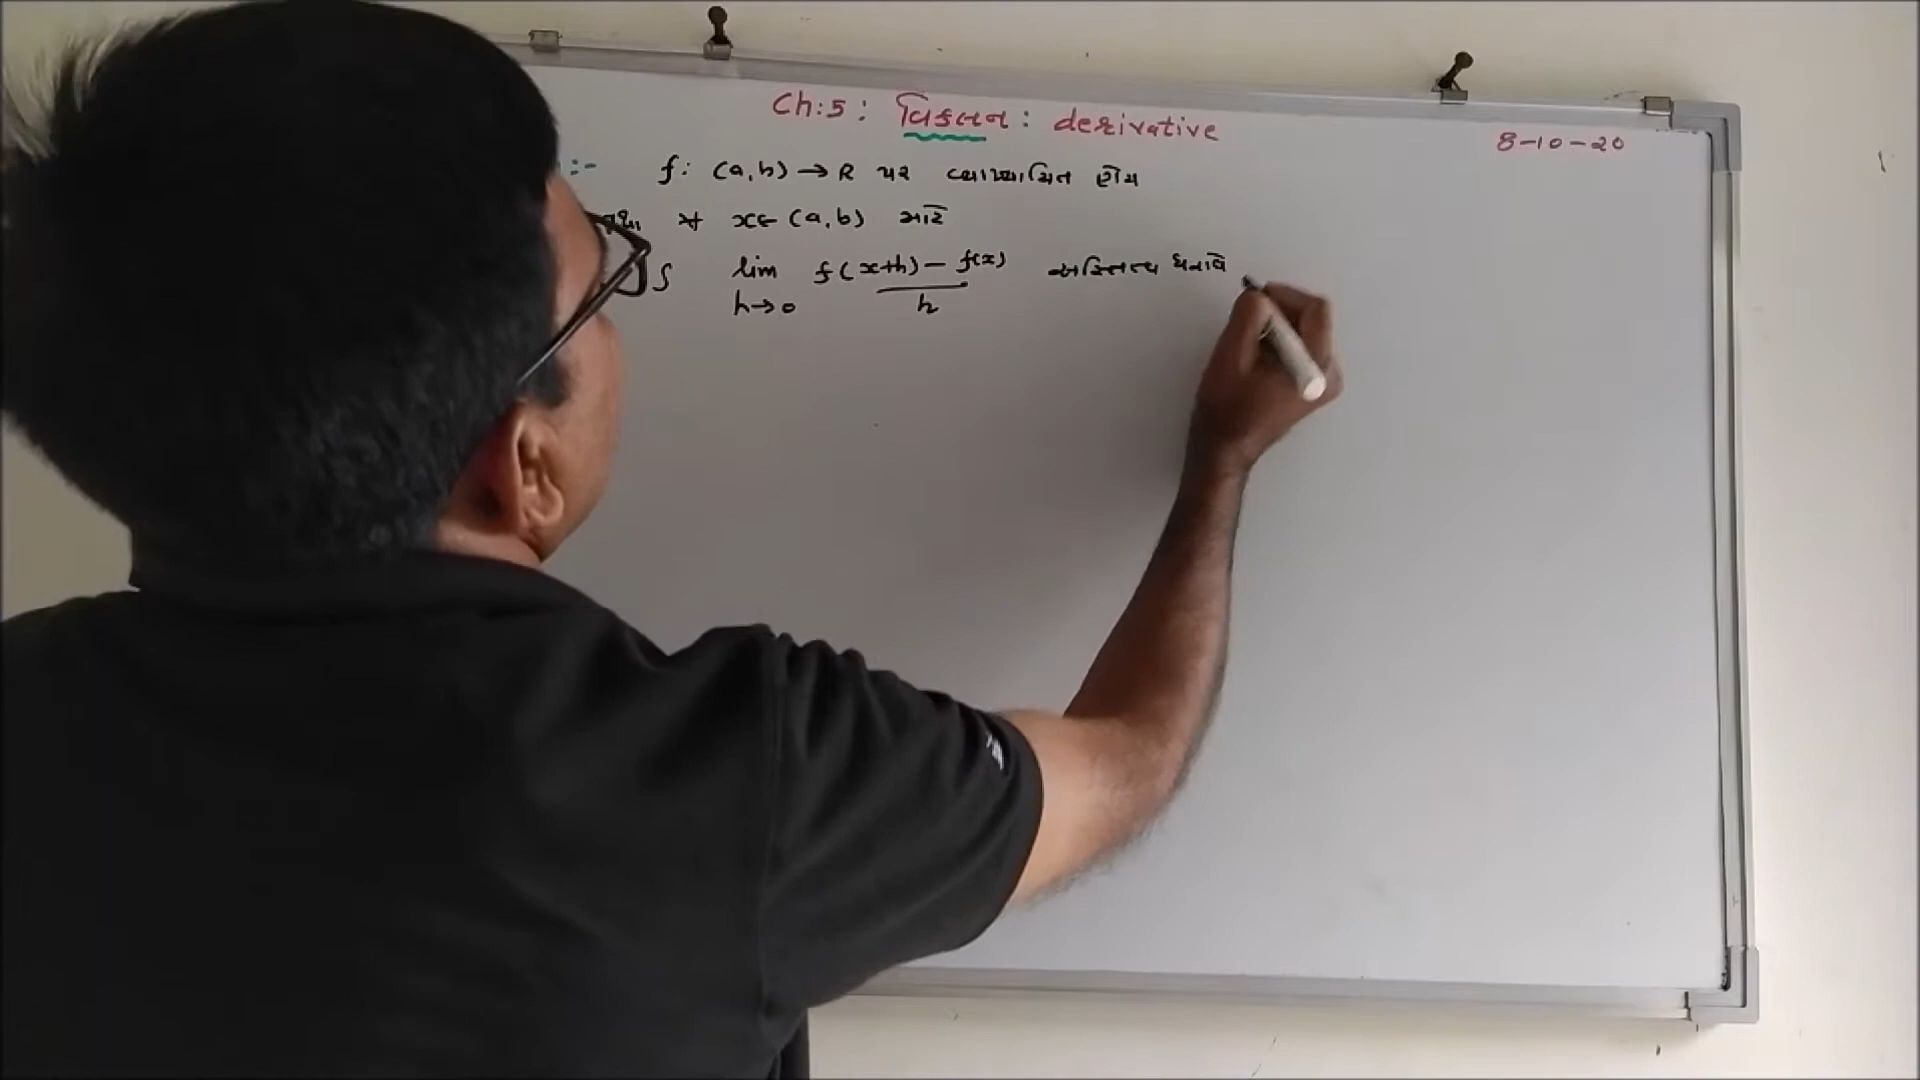 Ch:5: વિકલન: derivative
8-10-20
:- f: (a,b) → R પર વ્યાખ્યાયિત હોય
x ∈ (a,b) માટે
lim f(x+h) - f(x) અસ્તિત્વ ધરાવે
h→0 h